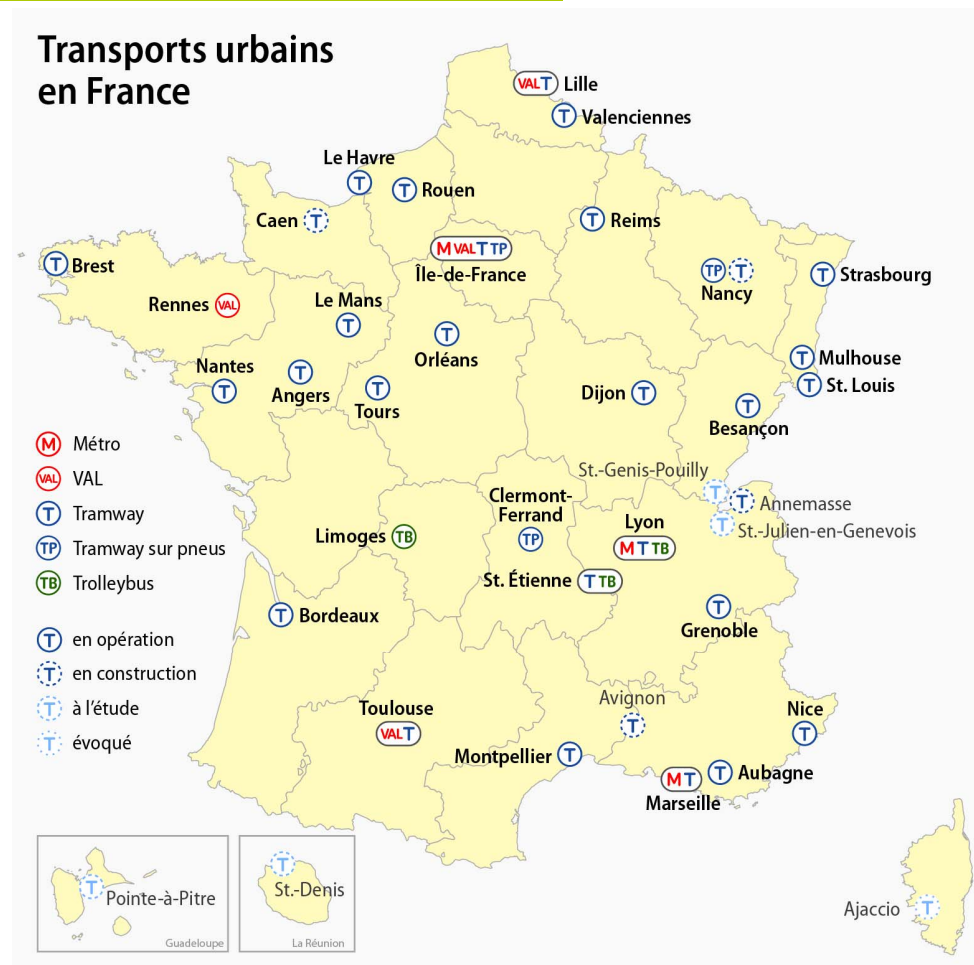 Transports urbains
en France
VALT Lille
T Valenciennes
Le Havre
T
T Rouen
Caen T
T Reims
M VAL T TP
Île-de-France
T Brest
TP T
Nancy
T Strasbourg
Rennes VAL
Le Mans
T
T
Orléans
Nantes
T
T
Angers
T
Tours
T Mulhouse
T St. Louis
Dijon T
T
Besançon
M Métro
VAL VAL
T Tramway
TP Tramway sur pneus
TB Trolleybus
T en opération
T en construction
T à l'étude
T évoqué
St.-Genis-Pouilly
T
T Annemasse
T St.-Julien-en-Genevois
Clermont-
Ferrand
TP
Limoges TB
Lyon
M T TB
St. Étienne T TB
T Bordeaux
T
Grenoble
Toulouse
VALT
Avignon
T
Nice
T
Montpellier T
T Aubagne
M T
Marseille
T Pointe-à-Pitre
Guadeloupe
T
St.-Denis
La Réunion
Ajaccio T